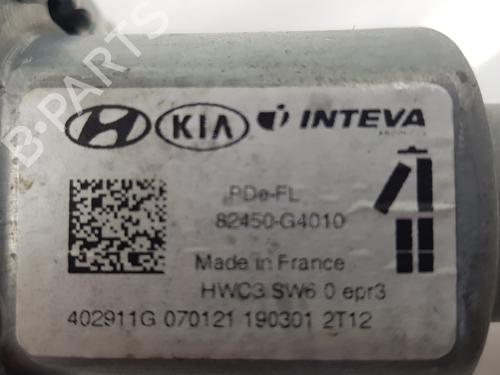 KIA INTEVA
PDe-FL
82450-G4010
Made in France
HWC3 SW6.0 epr3
402911G 070121 190301 2T12
B-PARTS